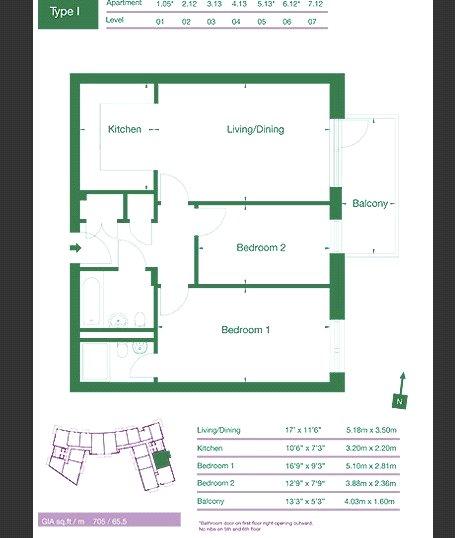 Type I
Apartment 1.05* 2.12 3.13 4.13 5.13* 6.12* 7.12
Level 01 02 03 04 05 06 07
Kitchen
Living/Dining
Balcony
Bedroom 2
Bedroom 1
N
Living/Dining 17' x 11'6" 5.18m x 3.50m
Kitchen 10'6" x 7'3" 3.20m x 2.20m
Bedroom 1 16'9" x 9'3" 5.10m x 2.81m
Bedroom 2 12'9" x 7'9" 3.88m x 2.36m
Balcony 13'3" x 5'3" 4.03m x 1.60m
GIA sq.ft / m 705 / 65.5
*Bathroom door on first floor right opening outward.
No nibs on 5th and 6th floor